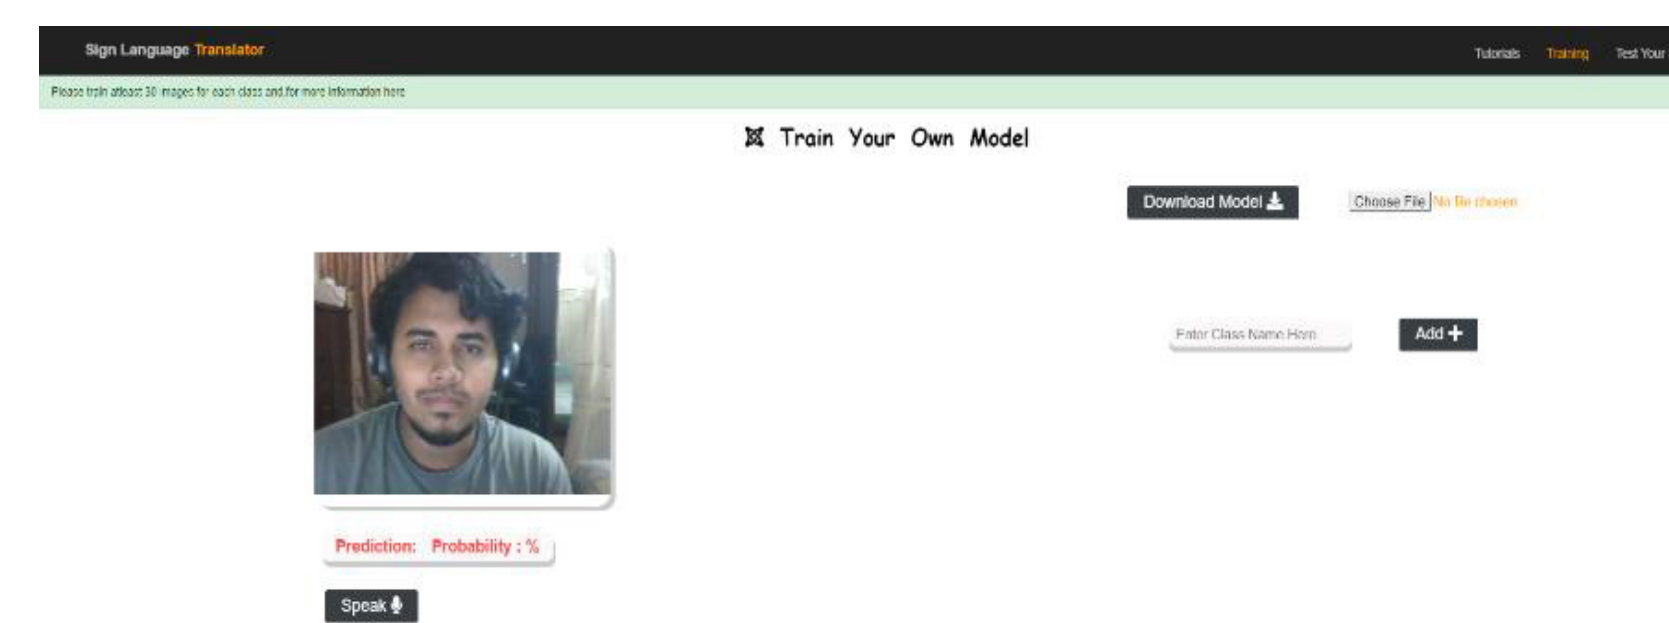 Sign Language Translator
Tutorials Training Test Your
Please train atleast 30 images for each class and for more information here
Train Your Own Model
Download Model
Choose File No file chosen
Enter Class Name Here
Add
Prediction: Probability : %
Speak